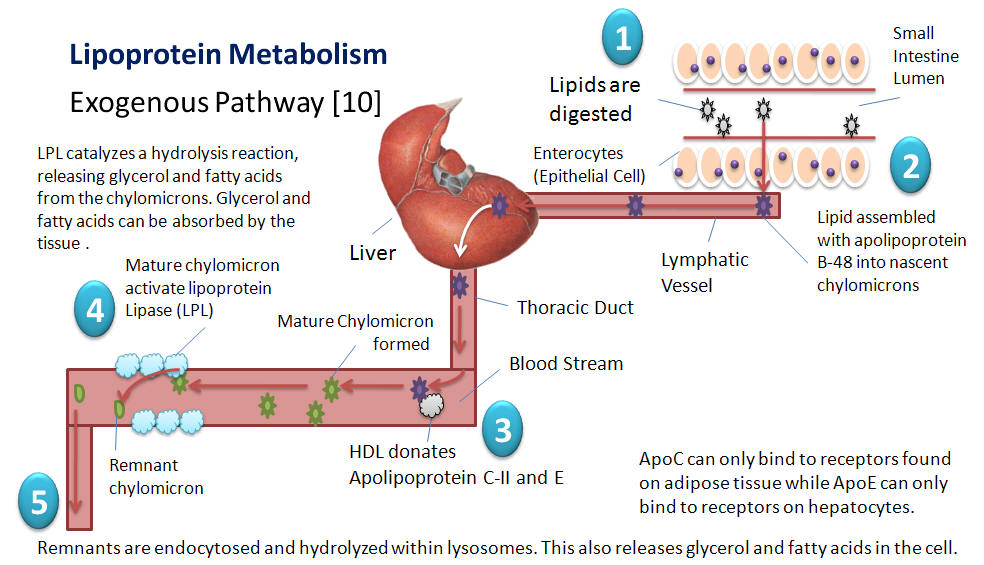 Lipoprotein Metabolism
Exogenous Pathway [10]
LPL catalyzes a hydrolysis reaction,
releasing glycerol and fatty acids
from the chylomicrons. Glycerol and
fatty acids can be absorbed by the
tissue .
1
Lipids are
digested
Small
Intestine
Lumen
Enterocytes
(Epithelial Cell)
2
Lipid assembled
with apolipoprotein
B-48 into nascent
chylomicrons
Liver
Lymphatic
Vessel
Thoracic Duct
4
Mature chylomicron
activate lipoprotein
Lipase (LPL)
Mature Chylomicron
formed
Blood Stream
3
HDL donates
Apolipoprotein C-II and E
Remnant
chylomicron
5
ApoC can only bind to receptors found
on adipose tissue while ApoE can only
bind to receptors on hepatocytes.
Remnants are endocytosed and hydrolyzed within lysosomes. This also releases glycerol and fatty acids in the cell.